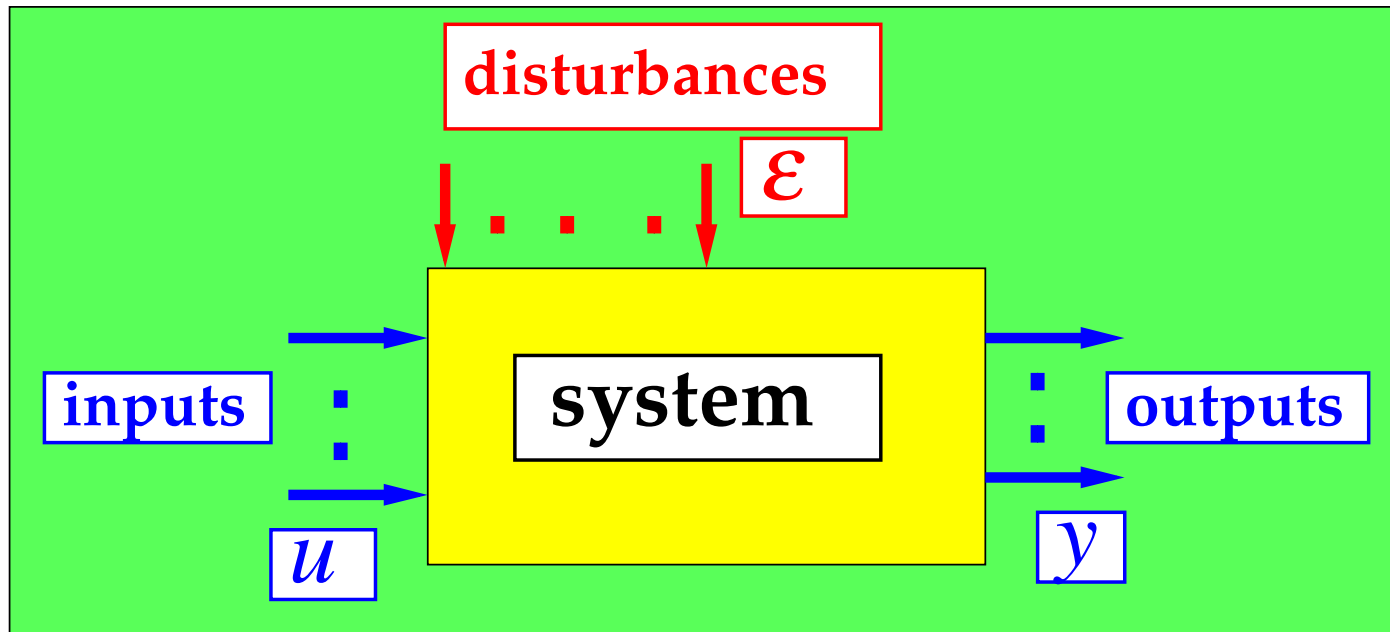 disturbances
ε
inputs
system
outputs
u
y